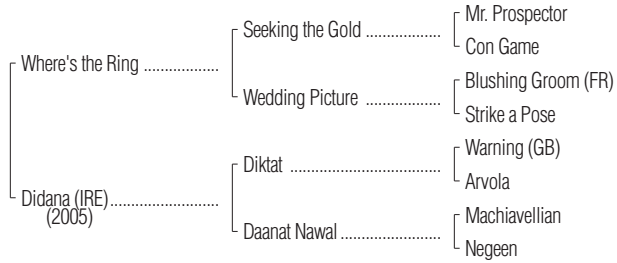 Mr. Prospector
Seeking the Gold ..................
Con Game
Where's the Ring ..................
Blushing Groom (FR)
Wedding Picture ..................
Strike a Pose
Warning (GB)
Diktat .............................
Arvola
Didana (IRE)..........................
(2005)
Machiavellian
Daanat Nawal ........................
Negeen